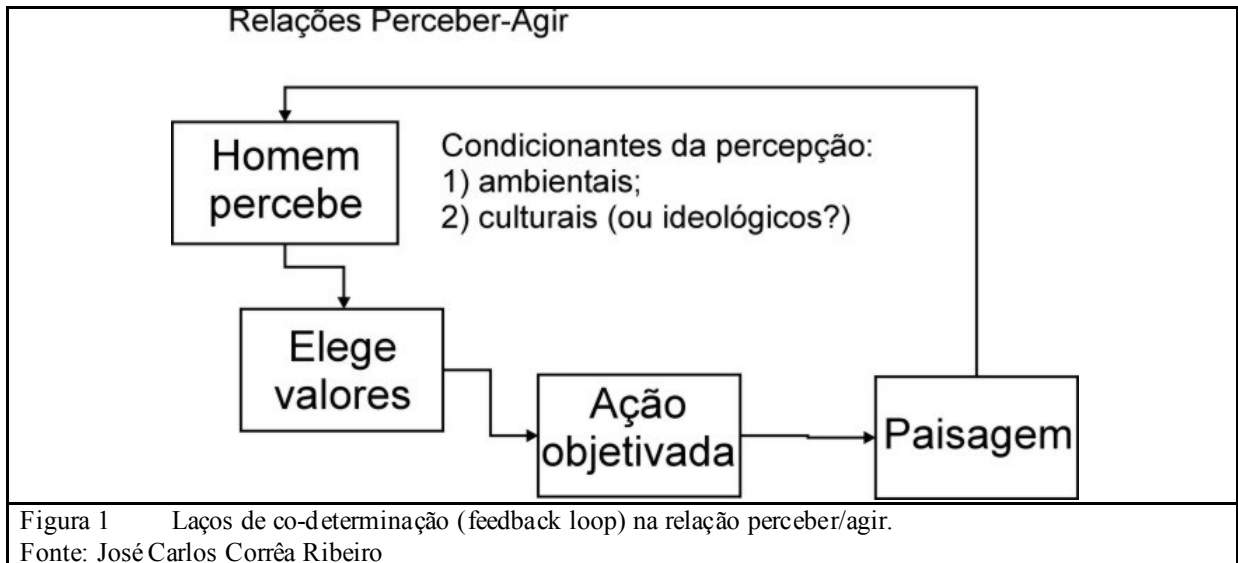 Relações Perceber-Agir
Homem
percebe
Condicionantes da percepção:
1) ambientais;
2) culturais (ou ideológicos?)
Elege
valores
Ação
objetivada
Paisagem
Figura 1 Laços de co-determinação (feedback loop) na relação perceber/agir.
Fonte: José Carlos Corrêa Ribeiro